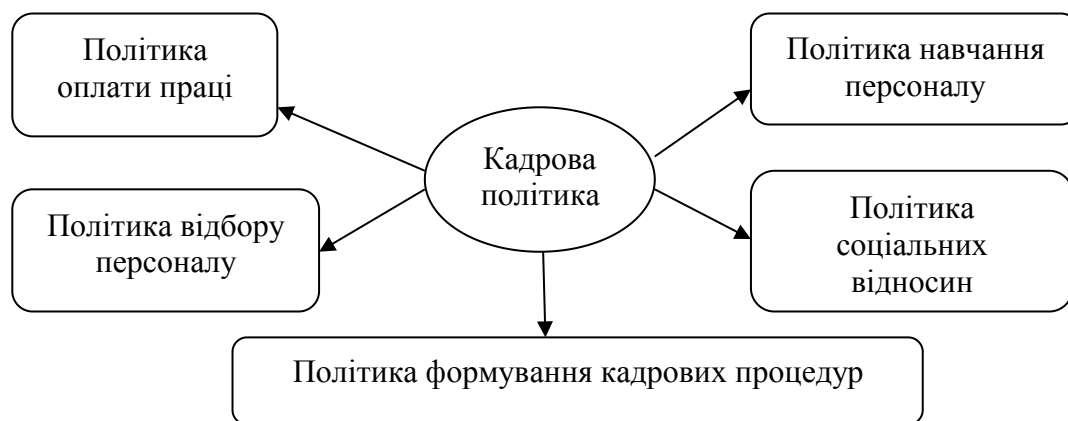 Політика
оплати праці
Політика навчання
персоналу
Кадрова
політика
Політика відбору
персоналу
Політика
соціальних
відносин
Політика формування кадрових процедур